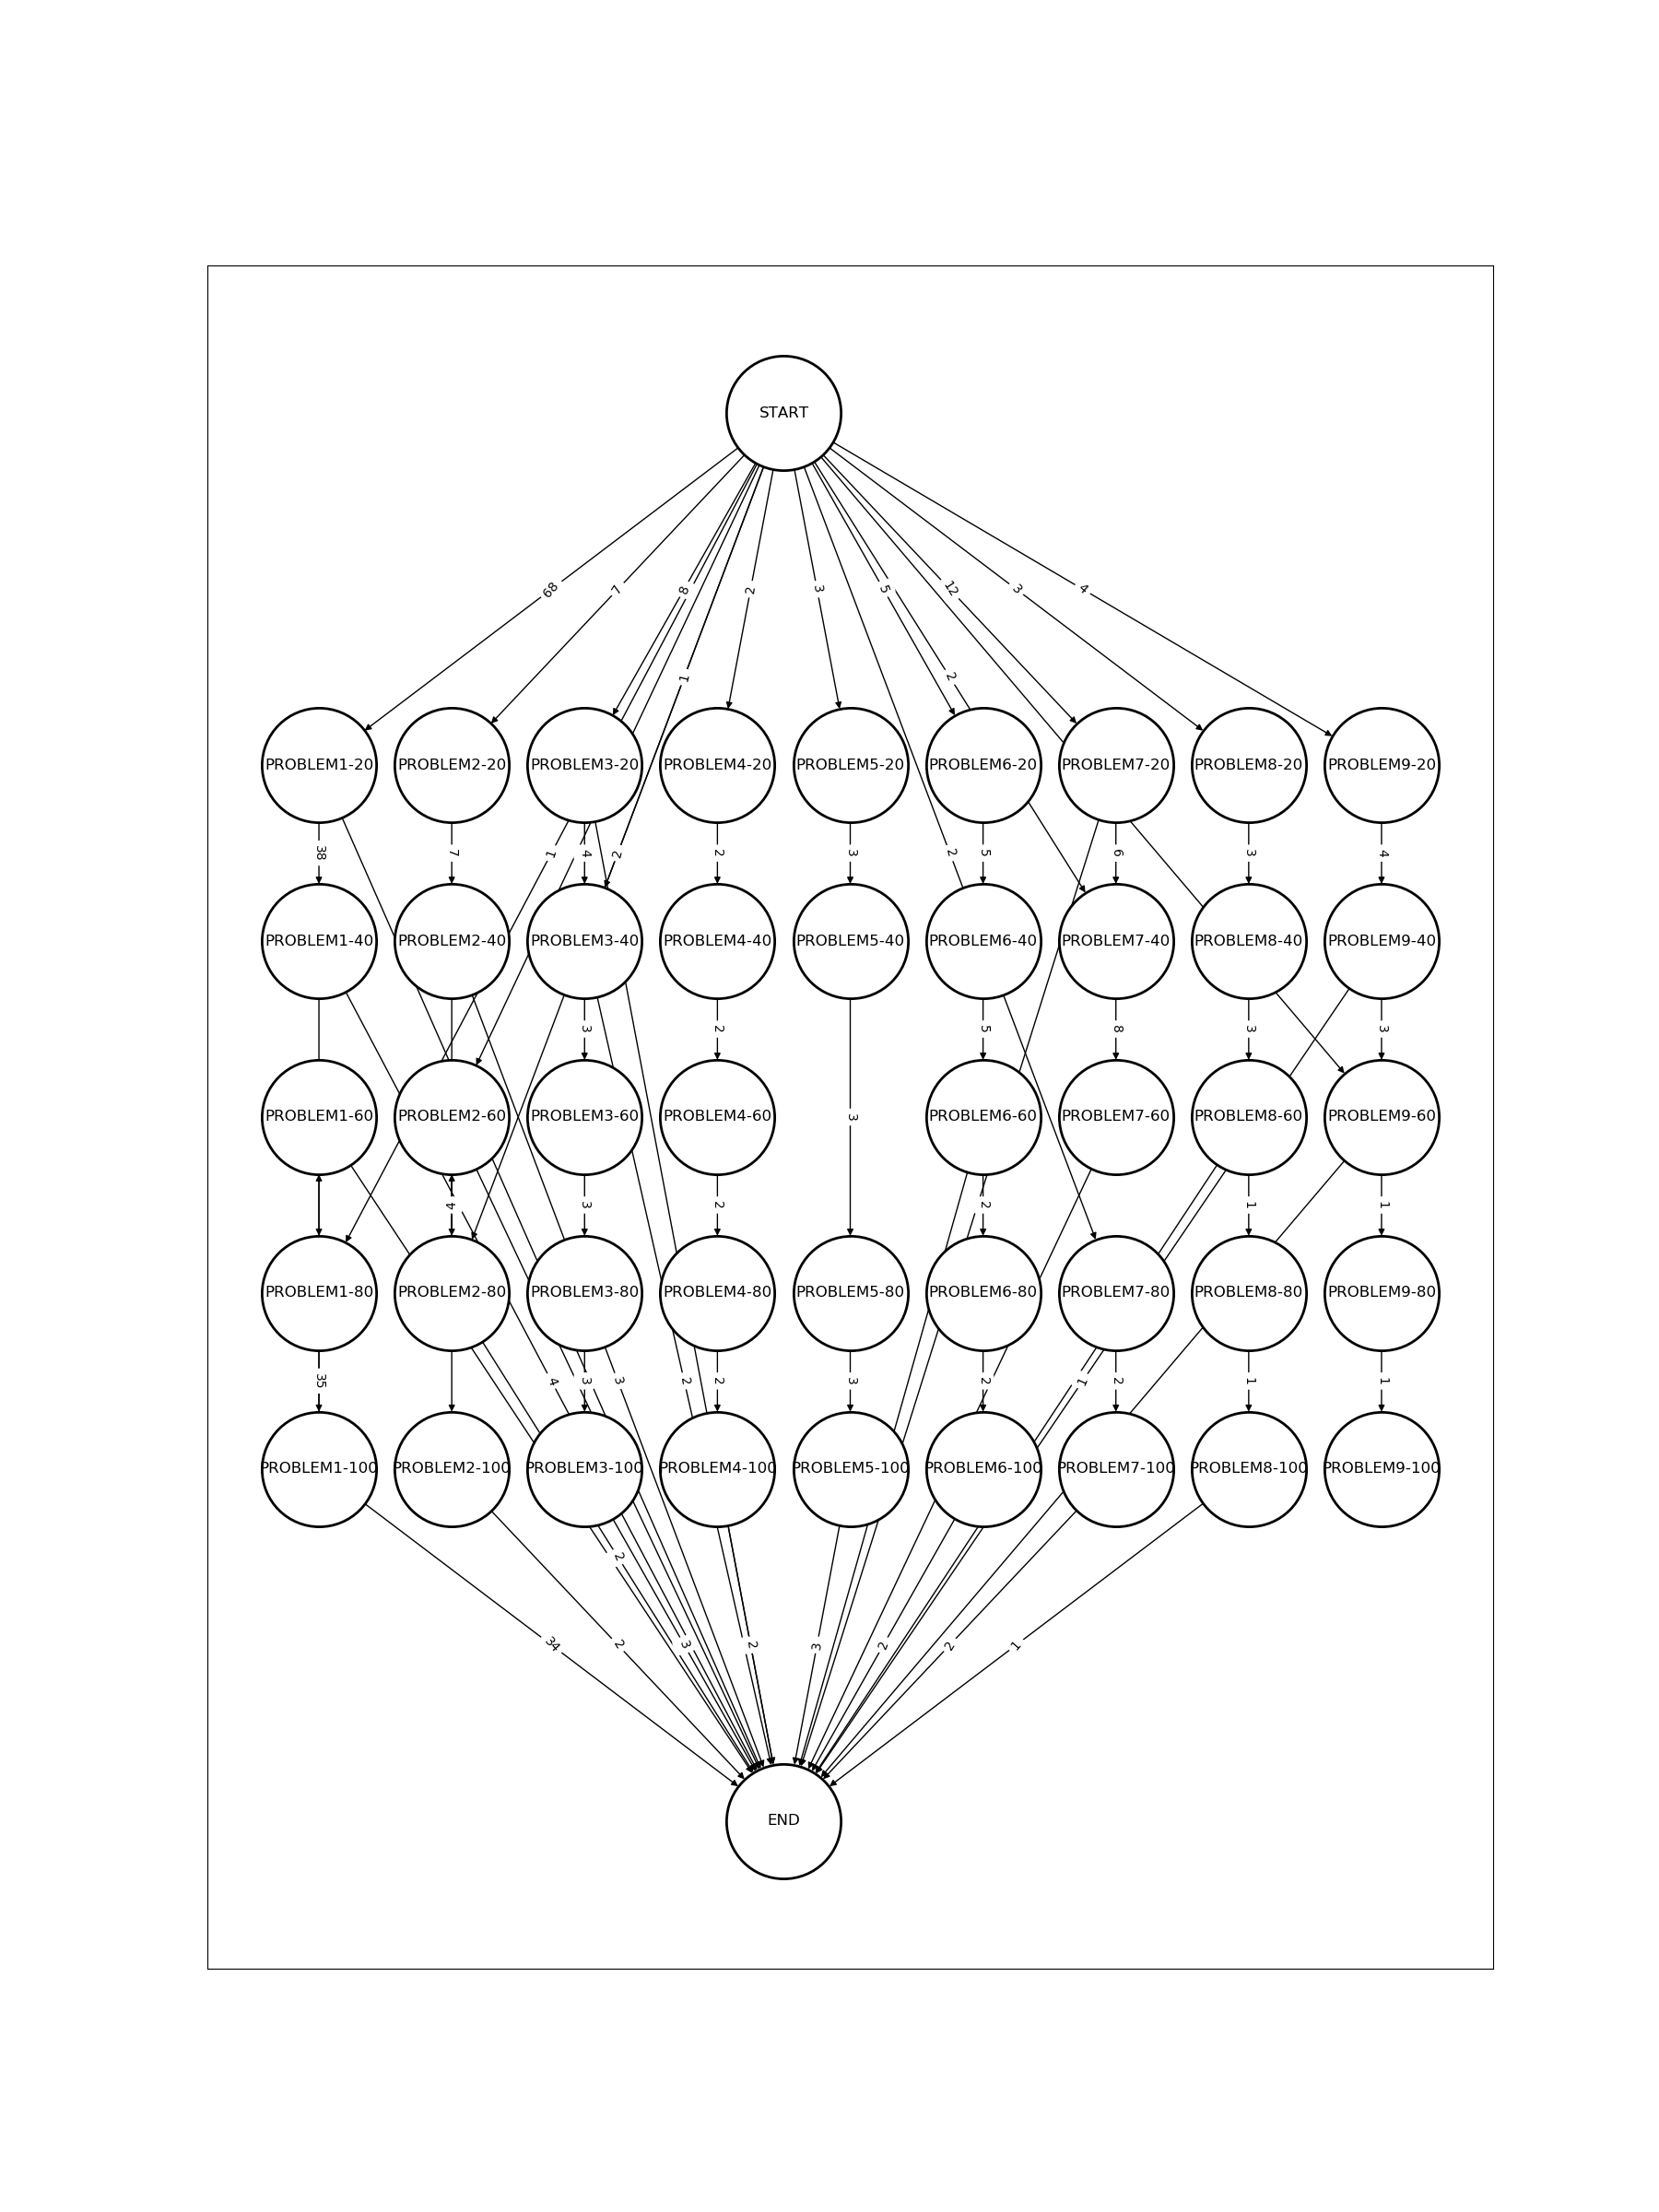 START
68 7 8 2 3 5 12 3 4
1 2
PROBLEM1-20 PROBLEM2-20 PROBLEM3-20 PROBLEM4-20 PROBLEM5-20 PROBLEM6-20 PROBLEM7-20 PROBLEM8-20 PROBLEM9-20
38 7 1 4 2 2 3 2 5 6 3 4
PROBLEM1-40 PROBLEM2-40 PROBLEM3-40 PROBLEM4-40 PROBLEM5-40 PROBLEM6-40 PROBLEM7-40 PROBLEM8-40 PROBLEM9-40
3 2 5 8 3 3
PROBLEM1-60 PROBLEM2-60 PROBLEM3-60 PROBLEM4-60 3 PROBLEM6-60 PROBLEM7-60 PROBLEM8-60 PROBLEM9-60
4 3 2 2 1 1
PROBLEM1-80 PROBLEM2-80 PROBLEM3-80 PROBLEM4-80 PROBLEM5-80 PROBLEM6-80 PROBLEM7-80 PROBLEM8-80 PROBLEM9-80
35 4 3 3 2 2 3 2 1 2 1 1
PROBLEM1-100 PROBLEM2-100 PROBLEM3-100 PROBLEM4-100 PROBLEM5-100 PROBLEM6-100 PROBLEM7-100 PROBLEM8-100 PROBLEM9-100
2
34 2 3 2 3 2 2 1
END